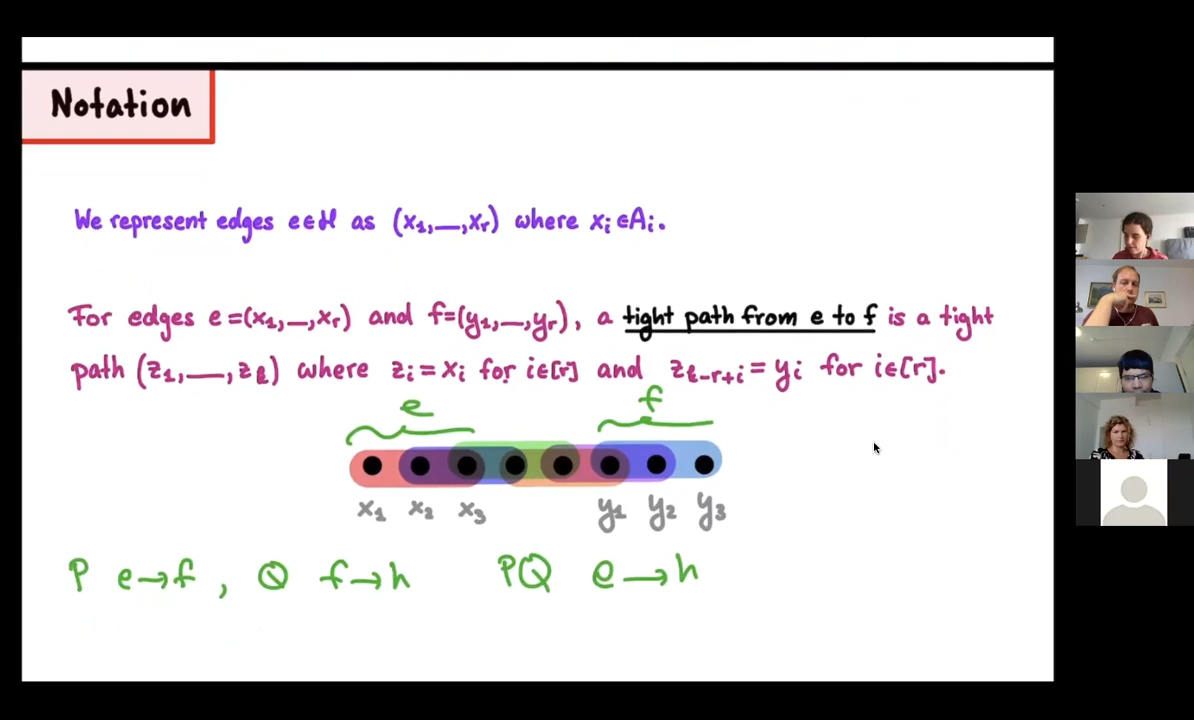 Notation
We represent edges e∈H as (x₁,—,xᵣ) where xᵢ∈Aᵢ.
For edges e=(x₁,—,xᵣ) and f=(y₁,—,yᵣ), a tight path from e to f is a tight
path (z₁,—,zℓ) where zᵢ=xᵢ for i∈[r] and zℓ₋ᵣ₊ᵢ=yᵢ for i∈[r].
e f
x₁ x₂ x₃ y₁ y₂ y₃
P e→f, Q f→h PQ e→h